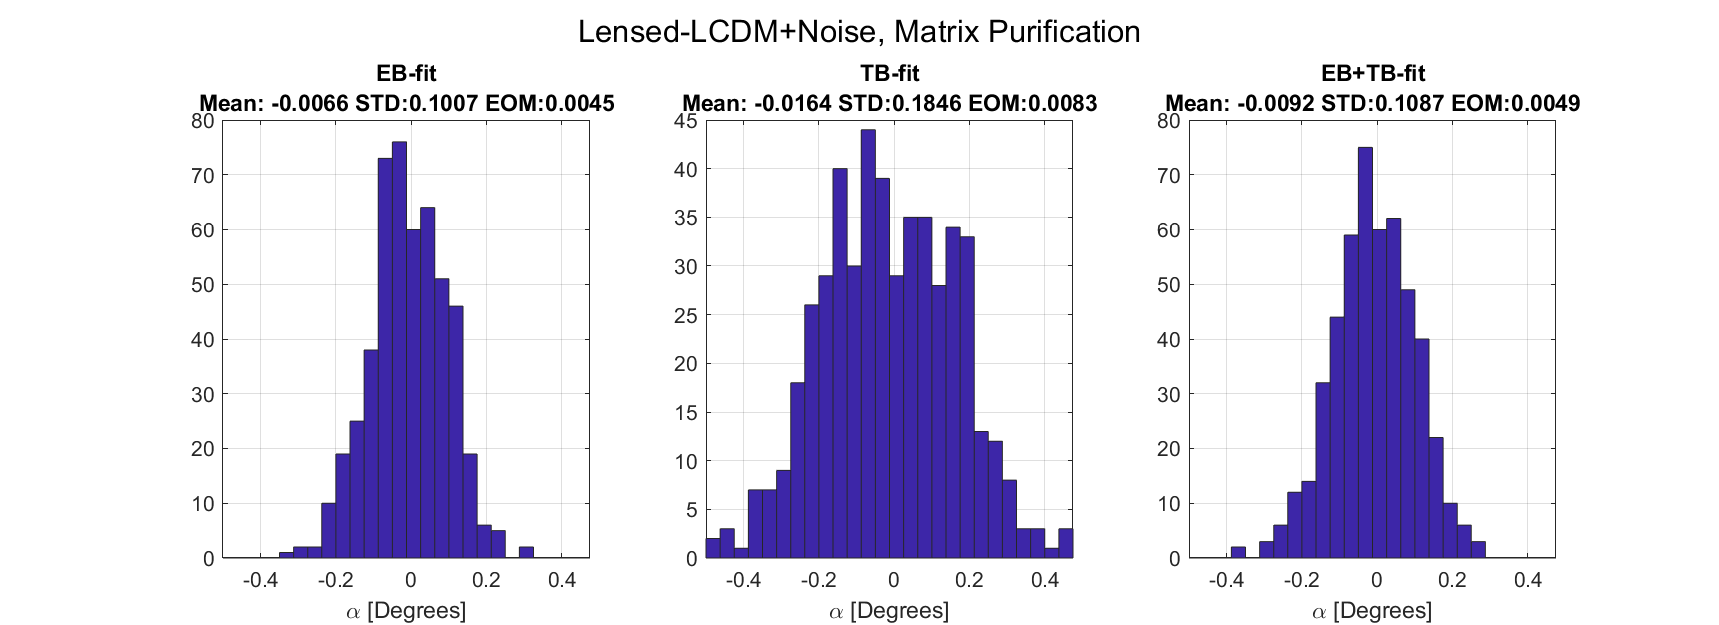 Lensed-LCDM+Noise, Matrix Purification
EB-fit
Mean: -0.0066 STD:0.1007 EOM:0.0045
80
70
60
50
40
30
20
10
0
-0.4 -0.2 0 0.2 0.4
α [Degrees]
TB-fit
Mean: -0.0164 STD:0.1846 EOM:0.0083
45
40
35
30
25
20
15
10
5
0
-0.4 -0.2 0 0.2 0.4
α [Degrees]
EB+TB-fit
Mean: -0.0092 STD:0.1087 EOM:0.0049
80
70
60
50
40
30
20
10
0
-0.4 -0.2 0 0.2 0.4
α [Degrees]